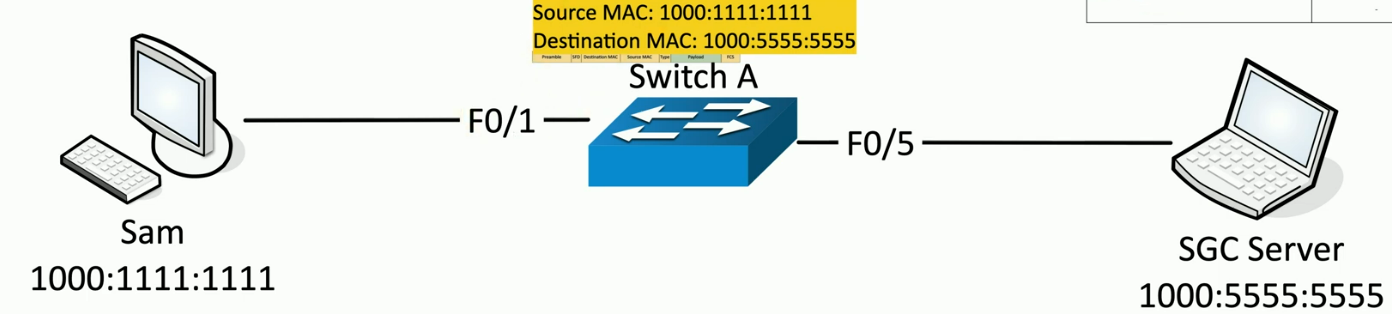 Source MAC: 1000:1111:1111
Destination MAC: 1000:5555:5555
Preamble SFD Destination MAC Source MAC Type Payload FCS
Switch A
F0/1
F0/5
Sam
1000:1111:1111
SGC Server
1000:5555:5555